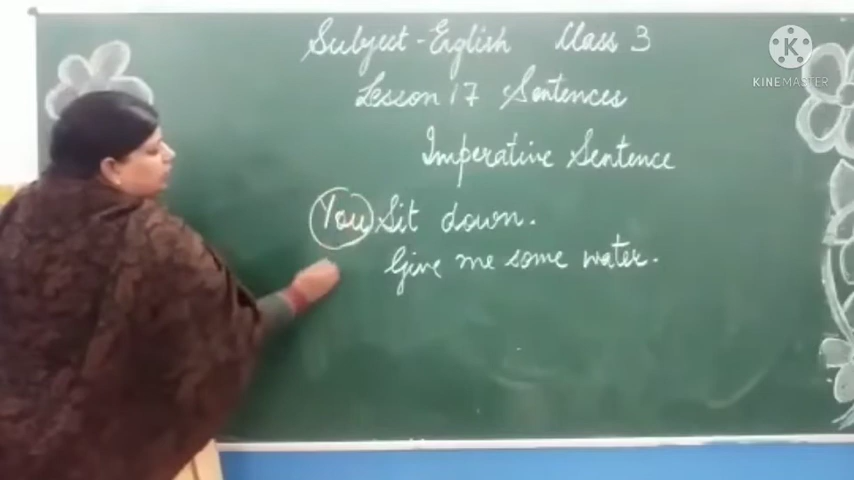 Subject-English Class 3
Lesson 17 Sentences
Imperative Sentence
You Sit down.
Give me some water.
K
KINEMASTER